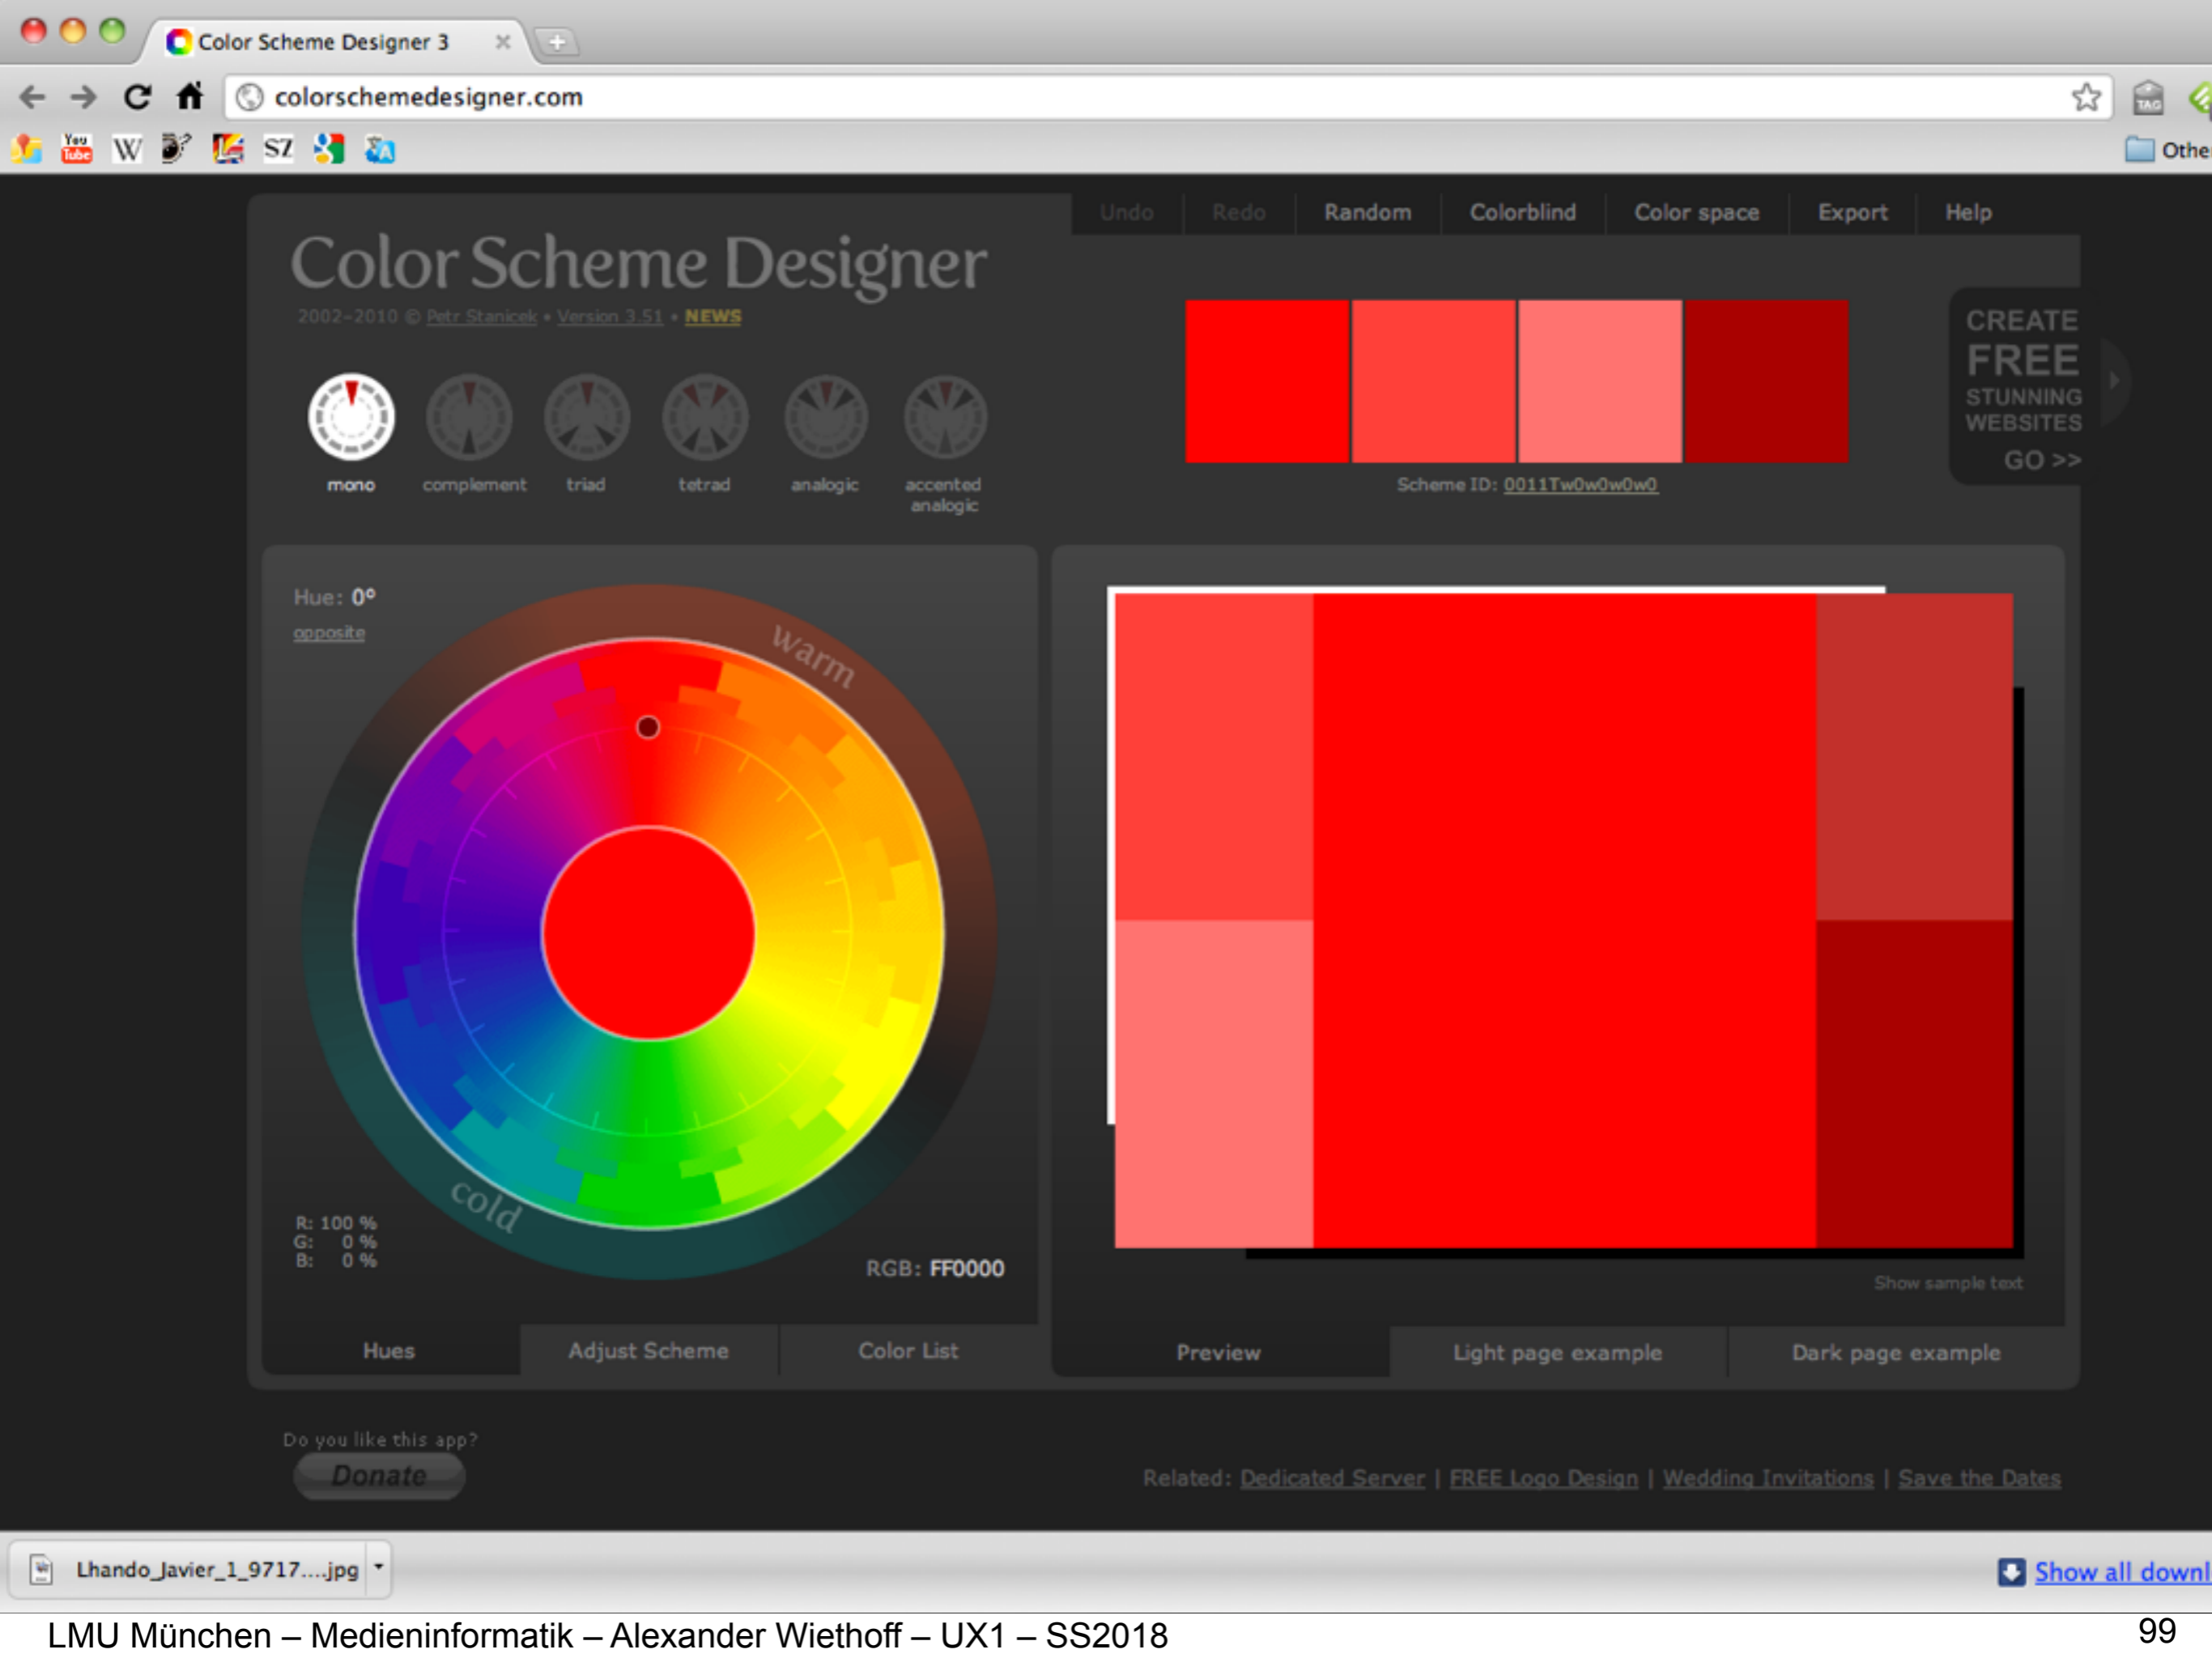 Color Scheme Designer 3
colorschemedesigner.com
TAG
You
Tube
W
SZ
Othe
Undo Redo Random Colorblind Color space Export Help
Color Scheme Designer
2002–2010 © Petr Stanicek • Version 3.51 • NEWS
CREATE
FREE
STUNNING
WEBSITES
GO >>
mono complement triad tetrad analogic accented
analogic
Scheme ID: 0011Tw0w0w0w0
Hue: 0º
opposite
warm
cold
R: 100 %
G: 0 %
B: 0 %
RGB: FF0000
Show sample text
Hues Adjust Scheme Color List
Preview Light page example Dark page example
Do you like this app?
Donate
Related: Dedicated Server | FREE Logo Design | Wedding Invitations | Save the Dates
Lhando_Javier_1_9717....jpg
Show all downl
LMU München – Medieninformatik – Alexander Wiethoff – UX1 – SS2018
99